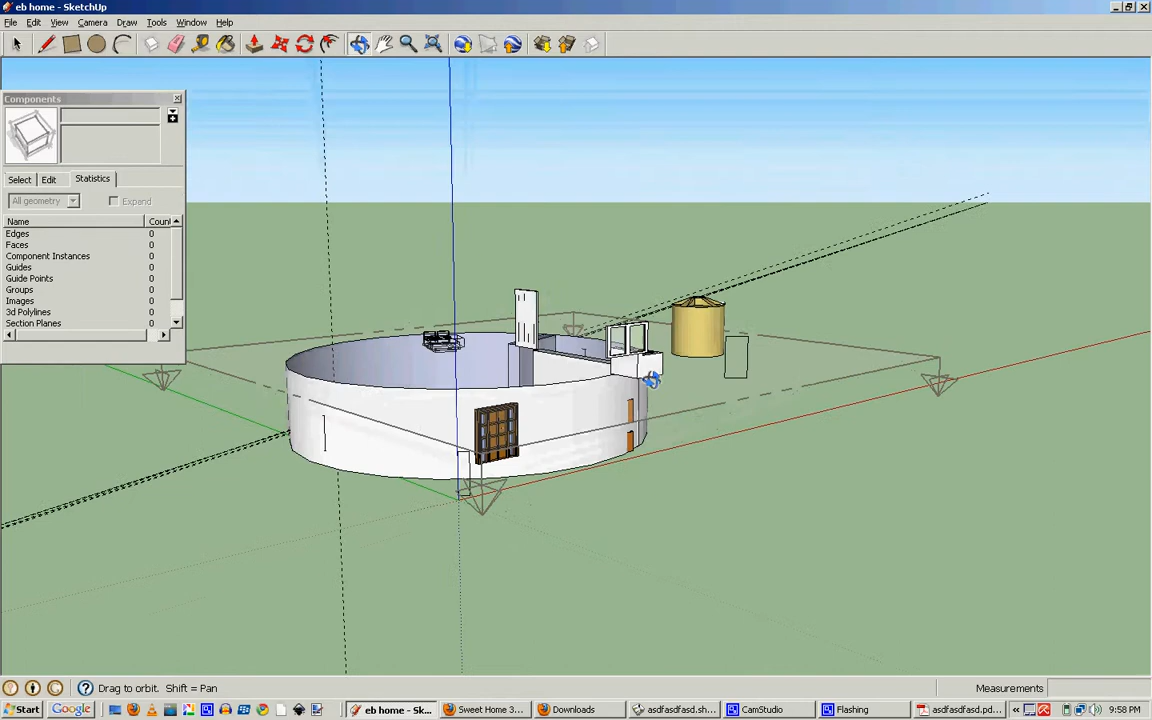 eb home - SketchUp
File Edit View Camera Draw Tools Window Help
Components
Select Edit Statistics
All geometry Expand
Name Count
Edges 0
Faces 0
Component Instances 0
Guides 0
Guide Points 0
Groups 0
Images 0
3d Polylines 0
Section Planes 0
Drag to orbit. Shift = Pan
Measurements
Start Google eb home - Sk... Sweet Home 3... Downloads asdfasdfasd.sh... CamStudio Flashing asdfasdfasd.pd... 9:58 PM